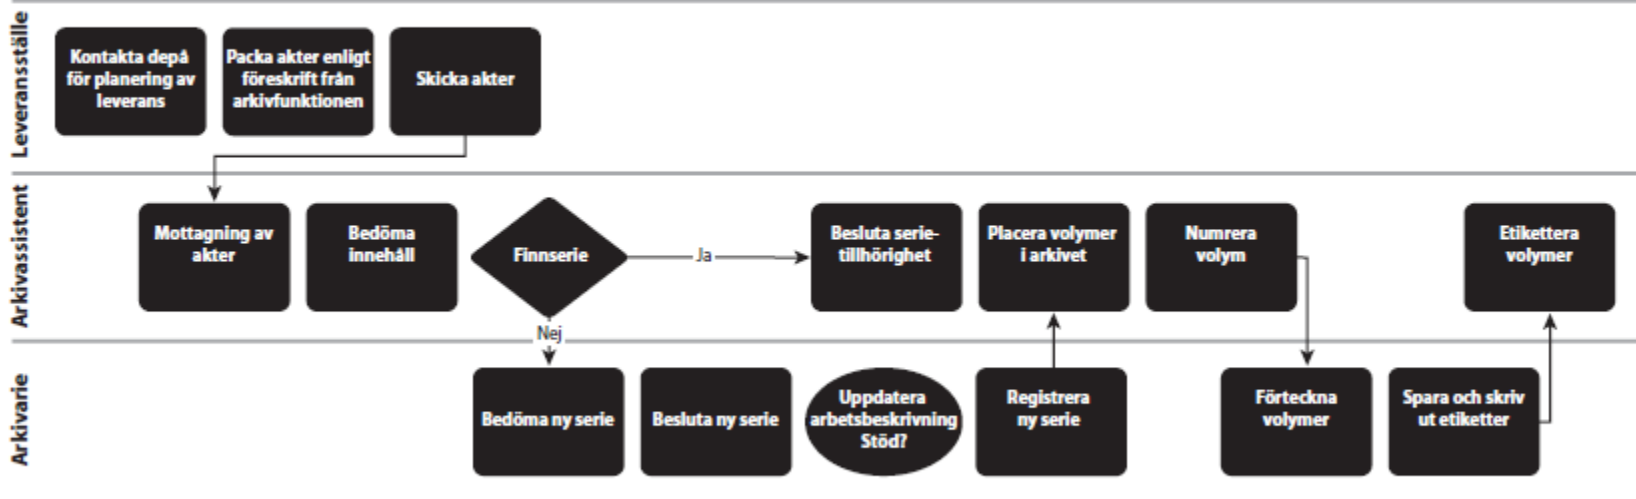 Leveransställe
Kontakta depå
för planering av
leverans
Packa akter enligt
föreskrift från
arkivfunktionen
Skicka akter
Arkivassistent
Mottagning av
akter
Bedöma
innehåll
Finnserie
Ja
Besluta serie-
tillhörighet
Placera volymer
i arkivet
Numrera
volym
Etikettera
volymer
Nej
Arkivarie
Bedöma ny serie
Besluta ny serie
Uppdatera
arbetsbeskrivning
Stöd?
Registrera
ny serie
Förteckna
volymer
Spara och skriv
ut etiketter